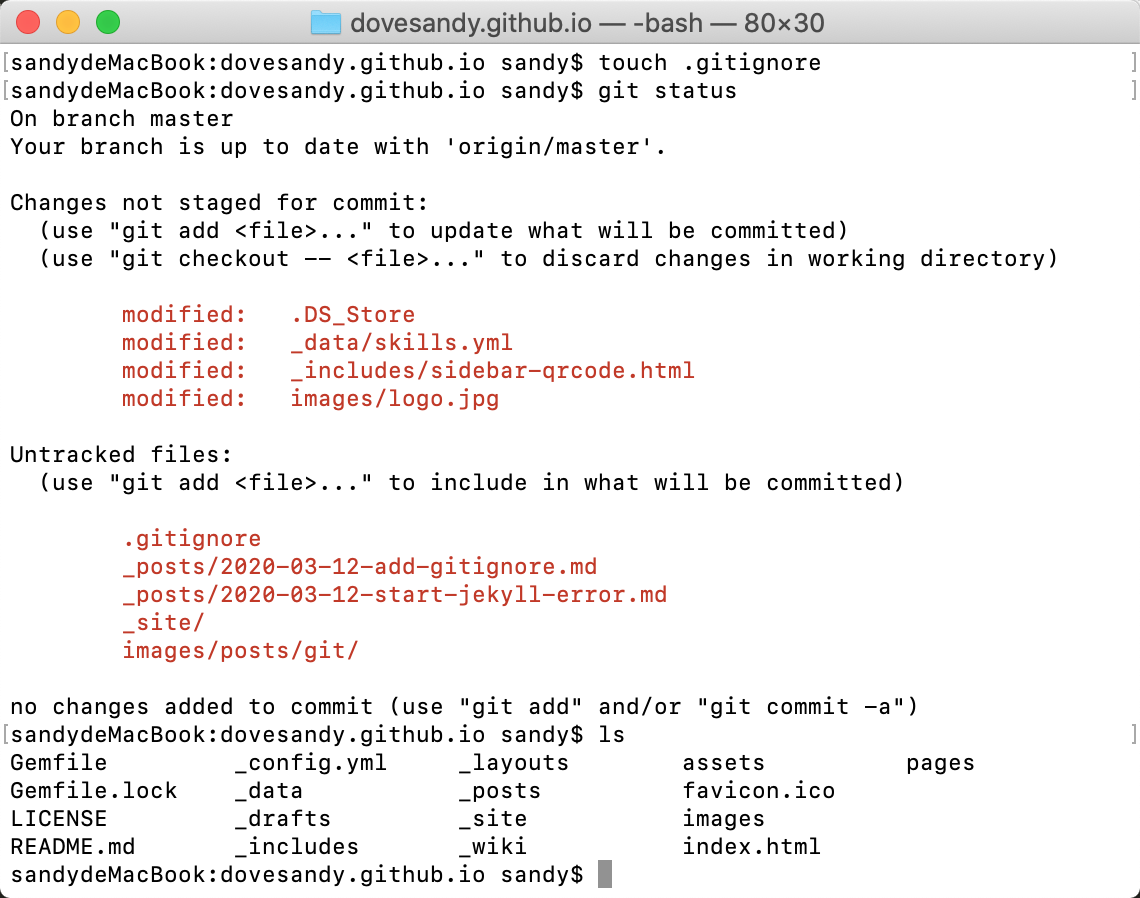 dovesandy.github.io — -bash — 80×30
[sandydeMacBook:dovesandy.github.io sandy$ touch .gitignore ]
[sandydeMacBook:dovesandy.github.io sandy$ git status ]
On branch master
Your branch is up to date with 'origin/master'.
Changes not staged for commit:
  (use "git add <file>..." to update what will be committed)
  (use "git checkout -- <file>..." to discard changes in working directory)
        modified:   .DS_Store
        modified:   _data/skills.yml
        modified:   _includes/sidebar-qrcode.html
        modified:   images/logo.jpg
Untracked files:
  (use "git add <file>..." to include in what will be committed)
        .gitignore
        _posts/2020-03-12-add-gitignore.md
        _posts/2020-03-12-start-jekyll-error.md
        _site/
        images/posts/git/
no changes added to commit (use "git add" and/or "git commit -a")
[sandydeMacBook:dovesandy.github.io sandy$ ls ]
Gemfile         _config.yml     _layouts        assets          pages
Gemfile.lock    _data           _posts          favicon.ico
LICENSE         _drafts         _site           images
README.md       _includes       _wiki           index.html
sandydeMacBook:dovesandy.github.io sandy$